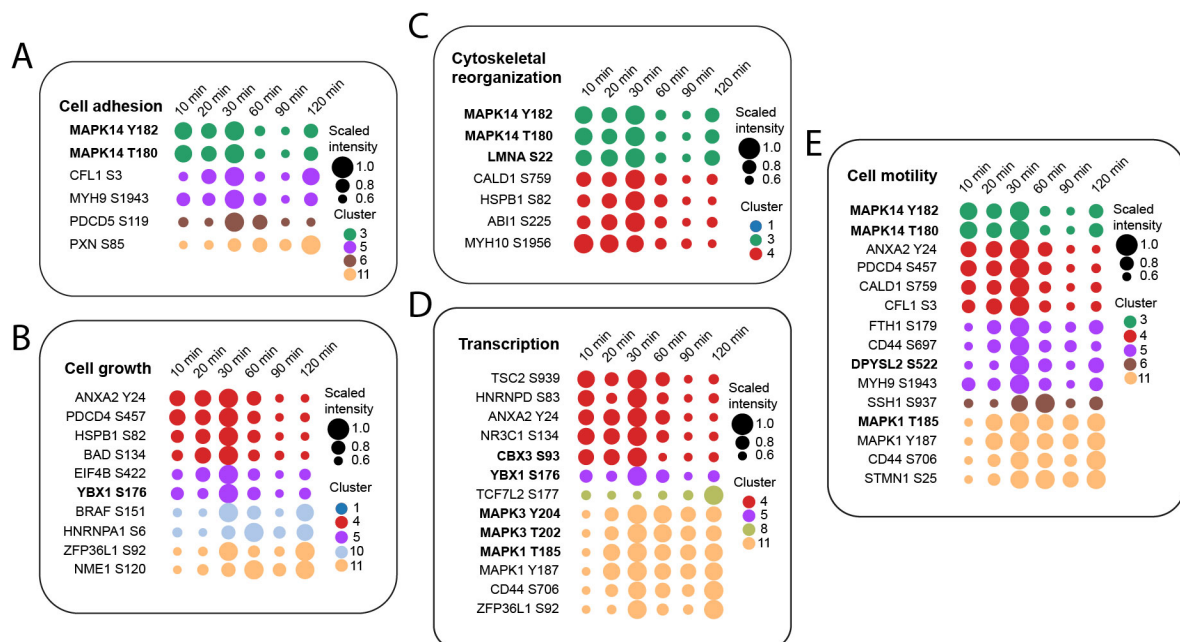 A
Cell adhesion
10 min 20 min 30 min 60 min 90 min 120 min
MAPK14 Y182
MAPK14 T180
CFL1 S3
MYH9 S1943
PDCD5 S119
PXN S85
Scaled
intensity
1.0
0.8
0.6
Cluster
3
5
6
11
B
Cell growth
10 min 20 min 30 min 60 min 90 min 120 min
ANXA2 Y24
PDCD4 S457
HSPB1 S82
BAD S134
EIF4B S422
YBX1 S176
BRAF S151
HNRNPA1 S6
ZFP36L1 S92
NME1 S120
Scaled
intensity
1.0
0.8
0.6
Cluster
1
4
5
10
11
C
Cytoskeletal
reorganization
10 min 20 min 30 min 60 min 90 min 120 min
MAPK14 Y182
MAPK14 T180
LMNA S22
CALD1 S759
HSPB1 S82
ABI1 S225
MYH10 S1956
Scaled
intensity
1.0
0.8
0.6
Cluster
1
3
4
D
Transcription
10 min 20 min 30 min 60 min 90 min 120 min
TSC2 S939
HNRNPD S83
ANXA2 Y24
NR3C1 S134
CBX3 S93
YBX1 S176
TCF7L2 S177
MAPK3 Y204
MAPK3 T202
MAPK1 T185
MAPK1 Y187
CD44 S706
ZFP36L1 S92
Scaled
intensity
1.0
0.8
0.6
Cluster
4
5
8
11
E
Cell motility
10 min 20 min 30 min 60 min 90 min 120 min
MAPK14 Y182
MAPK14 T180
ANXA2 Y24
PDCD4 S457
CALD1 S759
CFL1 S3
FTH1 S179
CD44 S697
DPYSL2 S522
MYH9 S1943
SSH1 S937
MAPK1 T185
MAPK1 Y187
CD44 S706
STMN1 S25
Scaled
intensity
1.0
0.8
0.6
Cluster
3
4
5
6
11